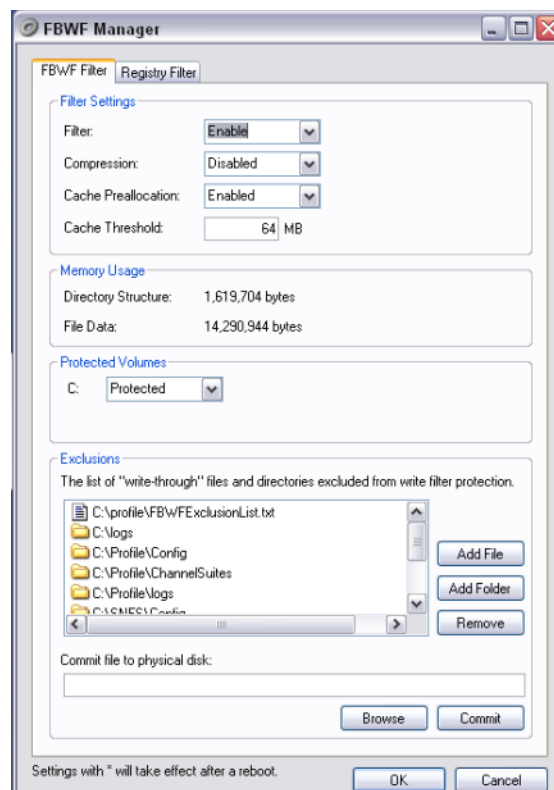 FBWF Manager
FBWF Filter Registry Filter
Filter Settings
Filter: Enable
Compression: Disabled
Cache Preallocation: Enabled
Cache Threshold: 64 MB
Memory Usage
Directory Structure: 1,619,704 bytes
File Data: 14,290,944 bytes
Protected Volumes
C: Protected
Exclusions
The list of "write-through" files and directories excluded from write filter protection.
C:\profile\FBWFExclusionList.txt
C:\logs
C:\Profile\Config
C:\Profile\ChannelSuites
C:\Profile\logs
C:\SNFS\Config
Add File
Add Folder
Remove
Commit file to physical disk:
Browse Commit
Settings with * will take effect after a reboot.
OK Cancel